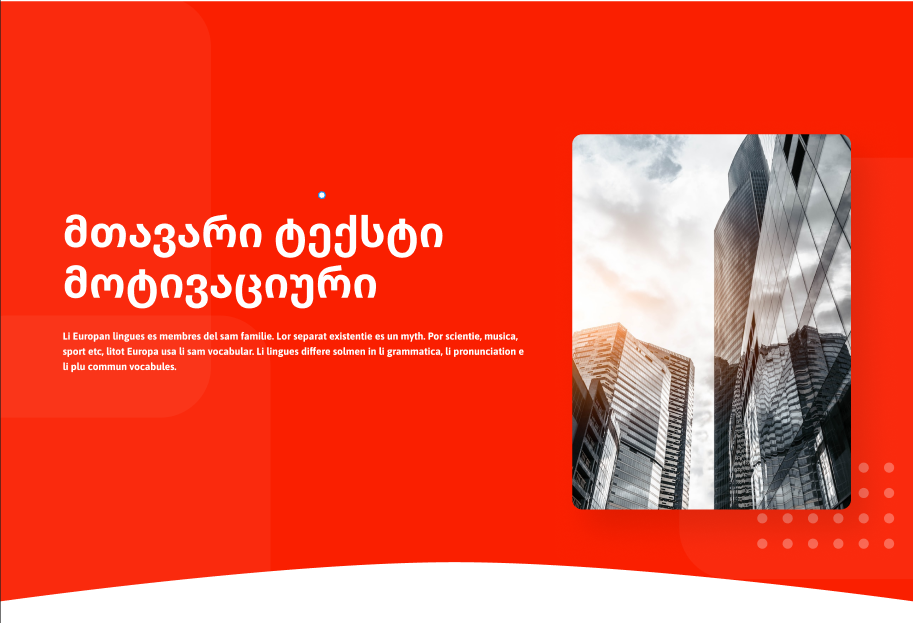 მთავარი ტექსტი
მოტივაციური
Li Europan lingues es membres del sam familie. Lor separat existentie es un myth. Por scientie, musica,
sport etc, litot Europa usa li sam vocabular. Li lingues differe solmen in li grammatica, li pronunciation e
li plu commun vocabules.